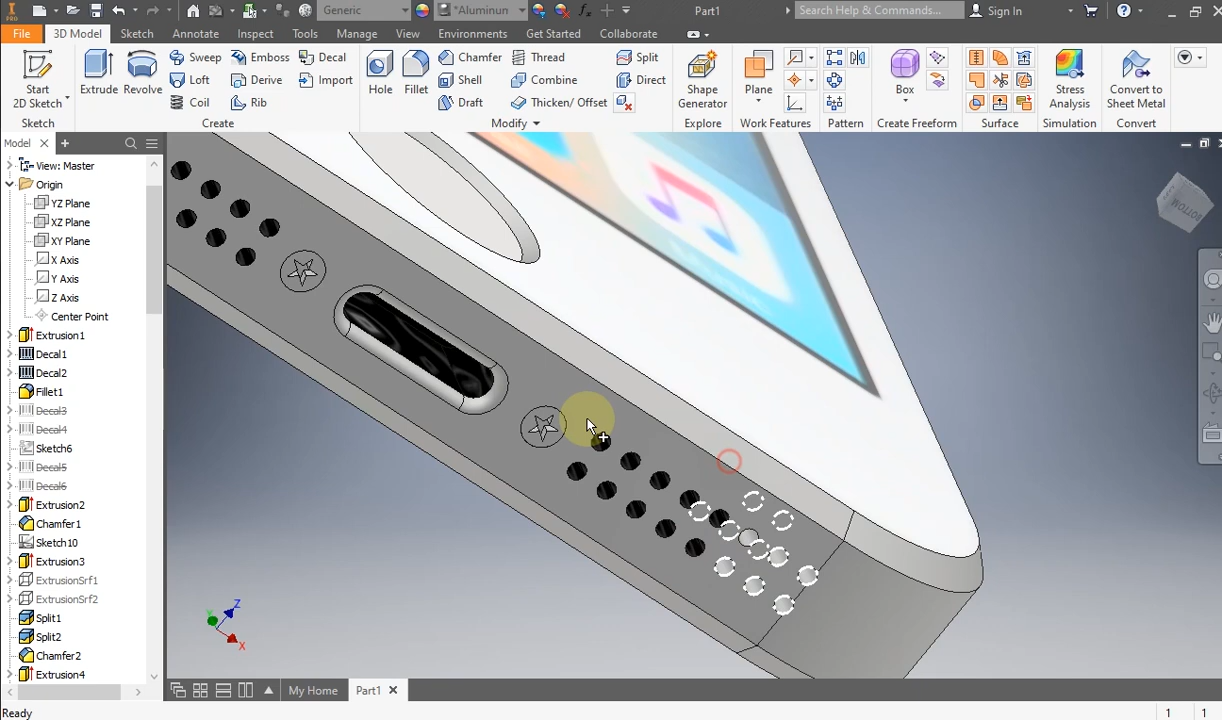 PRO
Generic
"Aluminun
Part1
Search Help & Commands...
Sign In
File
3D Model
Sketch
Annotate
Inspect
Tools
Manage
View
Environments
Get Started
Collaborate
Start
2D Sketch
Extrude
Revolve
Sweep
Loft
Coil
Emboss
Derive
Rib
Decal
Import
Hole
Fillet
Chamfer
Shell
Draft
Thread
Combine
Thicken/ Offset
Split
Direct
Shape
Generator
Plane
Box
Stress
Analysis
Convert to
Sheet Metal
Sketch
Create
Modify
Explore
Work Features
Pattern
Create Freeform
Surface
Simulation
Convert
Model
View: Master
Origin
YZ Plane
XZ Plane
XY Plane
X Axis
Y Axis
Z Axis
Center Point
Extrusion1
Decal1
Decal2
Fillet1
Decal3
Decal4
Sketch6
Decal5
Decal6
Extrusion2
Chamfer1
Sketch10
Extrusion3
ExtrusionSrf1
ExtrusionSrf2
Split1
Split2
Chamfer2
Extrusion4
BOTTOM
Z
Y
X
My Home
Part1
Ready
1
1